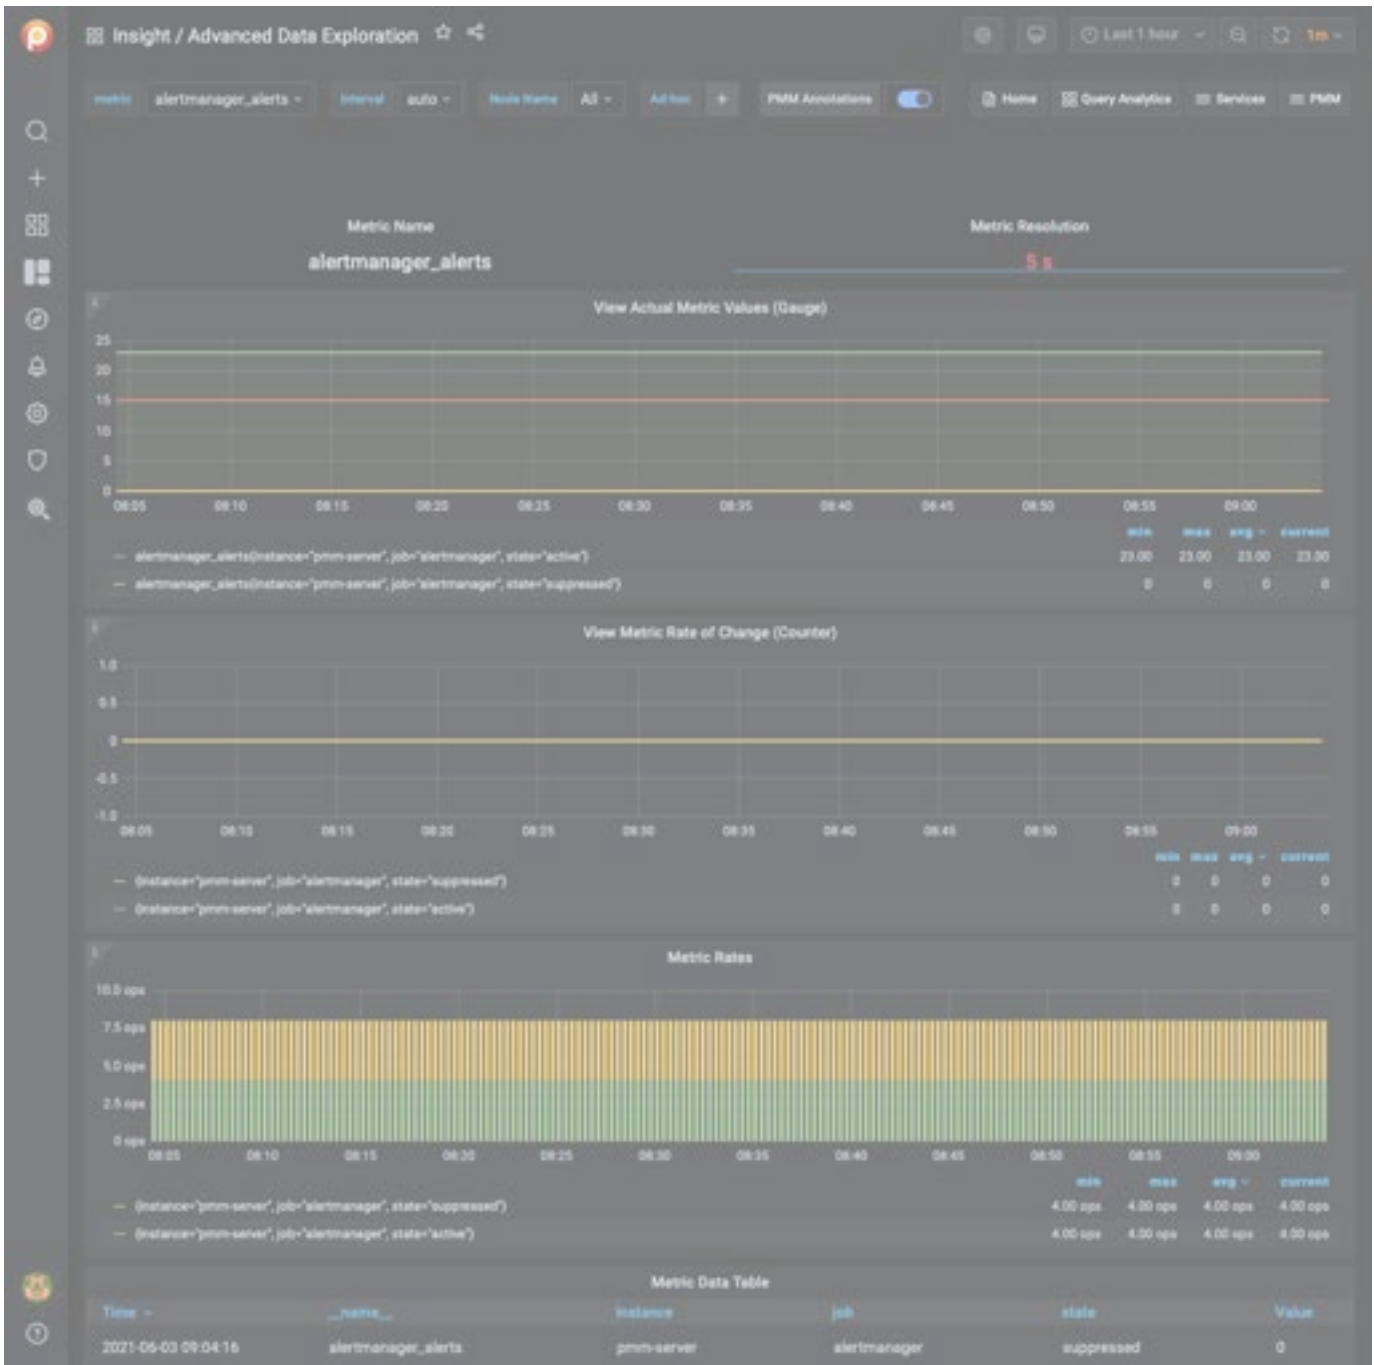 Insight / Advanced Data Exploration
Last 1 hour
1m
metric alertmanager_alerts Interval auto Node Name All Ad hoc + PMM Annotations Home Query Analytics Services PMM
Metric Name
alertmanager_alerts
Metric Resolution
5 s
View Actual Metric Values (Gauge)
25
20
15
10
5
0
08:05 08:10 08:15 08:20 08:25 08:30 08:35 08:40 08:45 08:50 08:55 09:00
min max avg current
alertmanager_alerts{instance="pmm-server", job="alertmanager", state="active"} 23.00 23.00 23.00 23.00
alertmanager_alerts{instance="pmm-server", job="alertmanager", state="suppressed"} 0 0 0 0
View Metric Rate of Change (Counter)
1.0
0.5
0
-0.5
-1.0
08:05 08:10 08:15 08:20 08:25 08:30 08:35 08:40 08:45 08:50 08:55 09:00
min max avg current
{instance="pmm-server", job="alertmanager", state="suppressed"} 0 0 0 0
{instance="pmm-server", job="alertmanager", state="active"} 0 0 0 0
Metric Rates
10.0 ops
7.5 ops
5.0 ops
2.5 ops
0 ops
08:05 08:10 08:15 08:20 08:25 08:30 08:35 08:40 08:45 08:50 08:55 09:00
min max avg current
{instance="pmm-server", job="alertmanager", state="suppressed"} 4.00 ops 4.00 ops 4.00 ops 4.00 ops
{instance="pmm-server", job="alertmanager", state="active"} 4.00 ops 4.00 ops 4.00 ops 4.00 ops
Metric Data Table
Time __name__ instance job state Value
2021-06-03 09:04:16 alertmanager_alerts pmm-server alertmanager suppressed 0